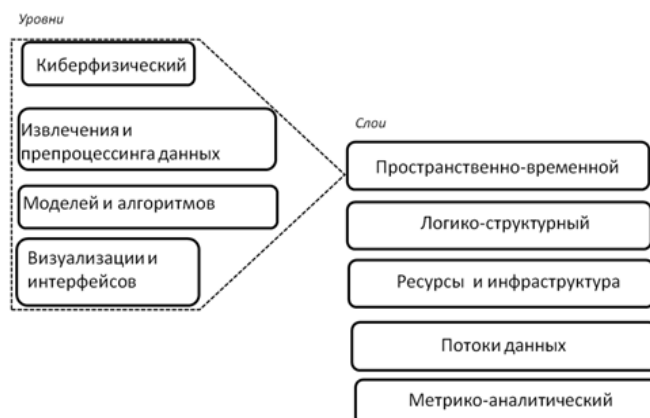 Уровни
Киберфизический
Извлечения и
препроцессинга данных
Моделей и алгоритмов
Визуализации и
интерфейсов
Слои
Пространственно-временной
Логико-структурный
Ресурсы и инфраструктура
Потоки данных
Метрико-аналитический